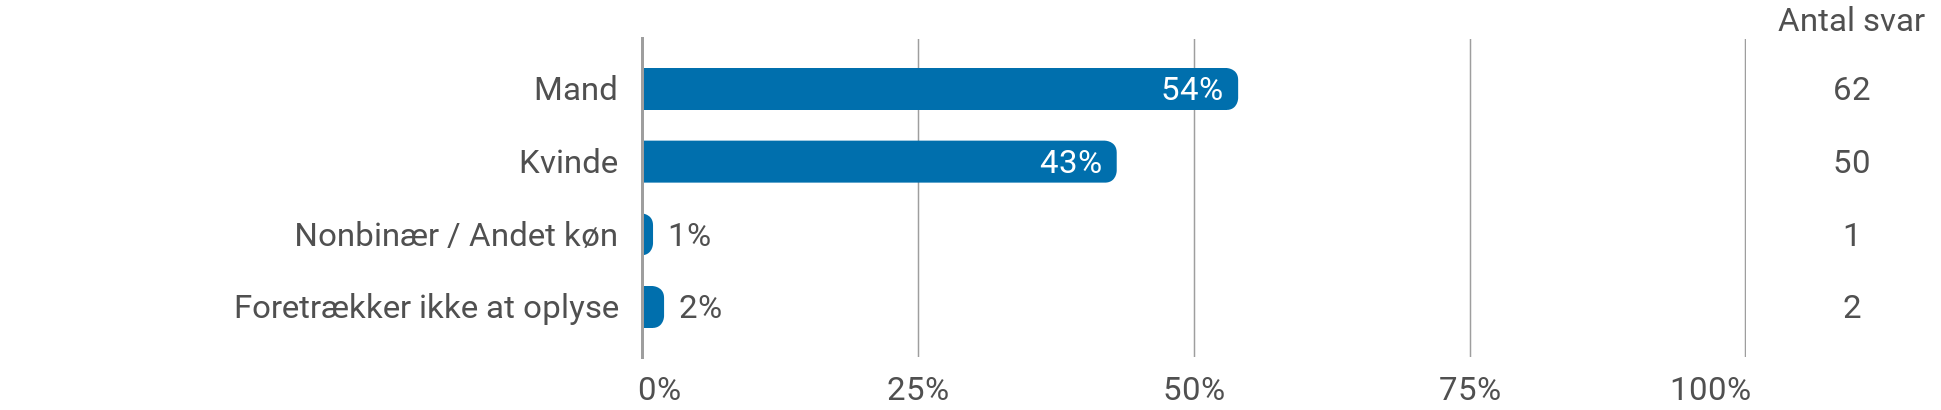 Antal svar
Mand 54% 62
Kvinde 43% 50
Nonbinær / Andet køn 1% 1
Foretrækker ikke at oplyse 2% 2
0% 25% 50% 75% 100%